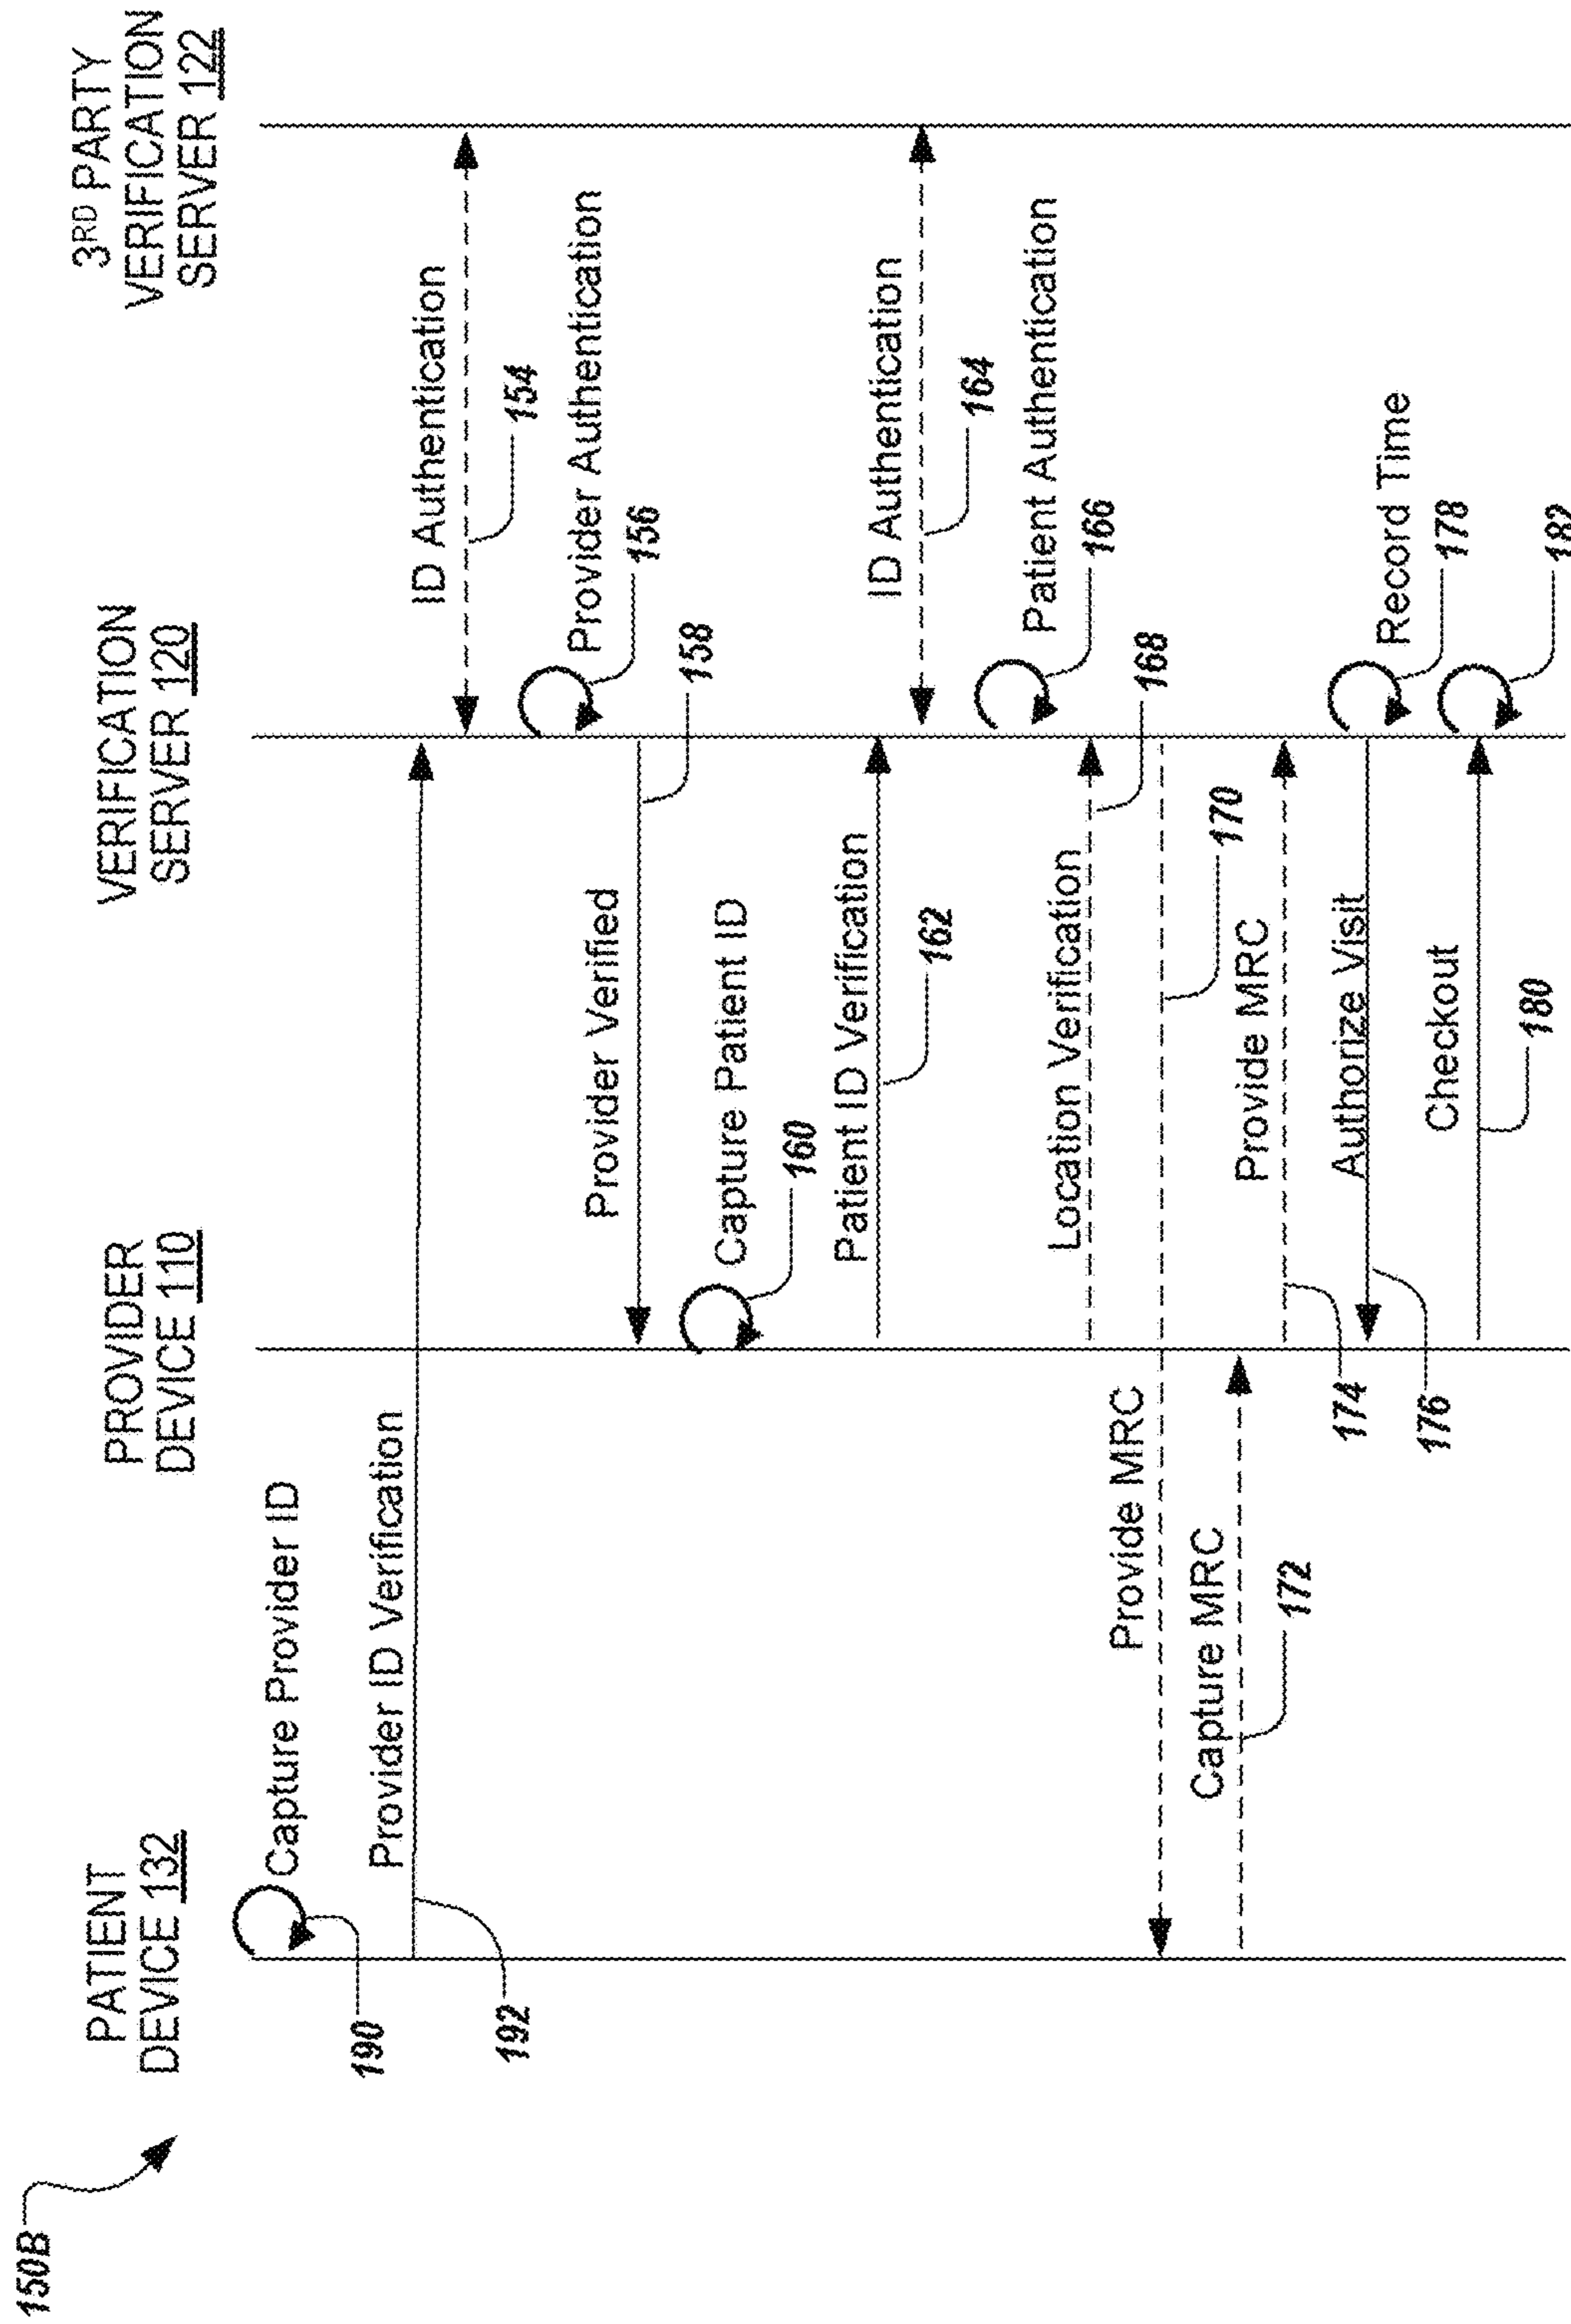 150B
PATIENT
DEVICE 132
PROVIDER
DEVICE 110
VERIFICATION
SERVER 120
3RD PARTY
VERIFICATION
SERVER 122
Capture Provider ID
190
Provider ID Verification
192
ID Authentication
154
Provider Authentication
156
Provider Verified
158
Capture Patient ID
160
Patient ID Verification
162
ID Authentication
164
Patient Authentication
166
Location Verification
168
Provide MRC
170
Capture MRC
172
Provide MRC
174
Authorize Visit
176
Record Time
178
Checkout
180
182